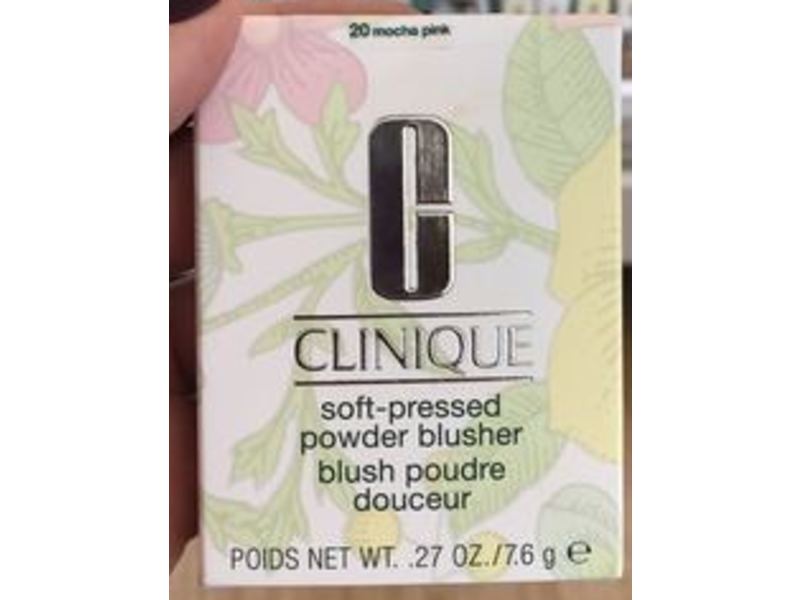 20 mocha pink
C
CLINIQUE
soft-pressed
powder blusher
blush poudre
douceur
POIDS NET WT. .27 OZ./7.6 g ℮